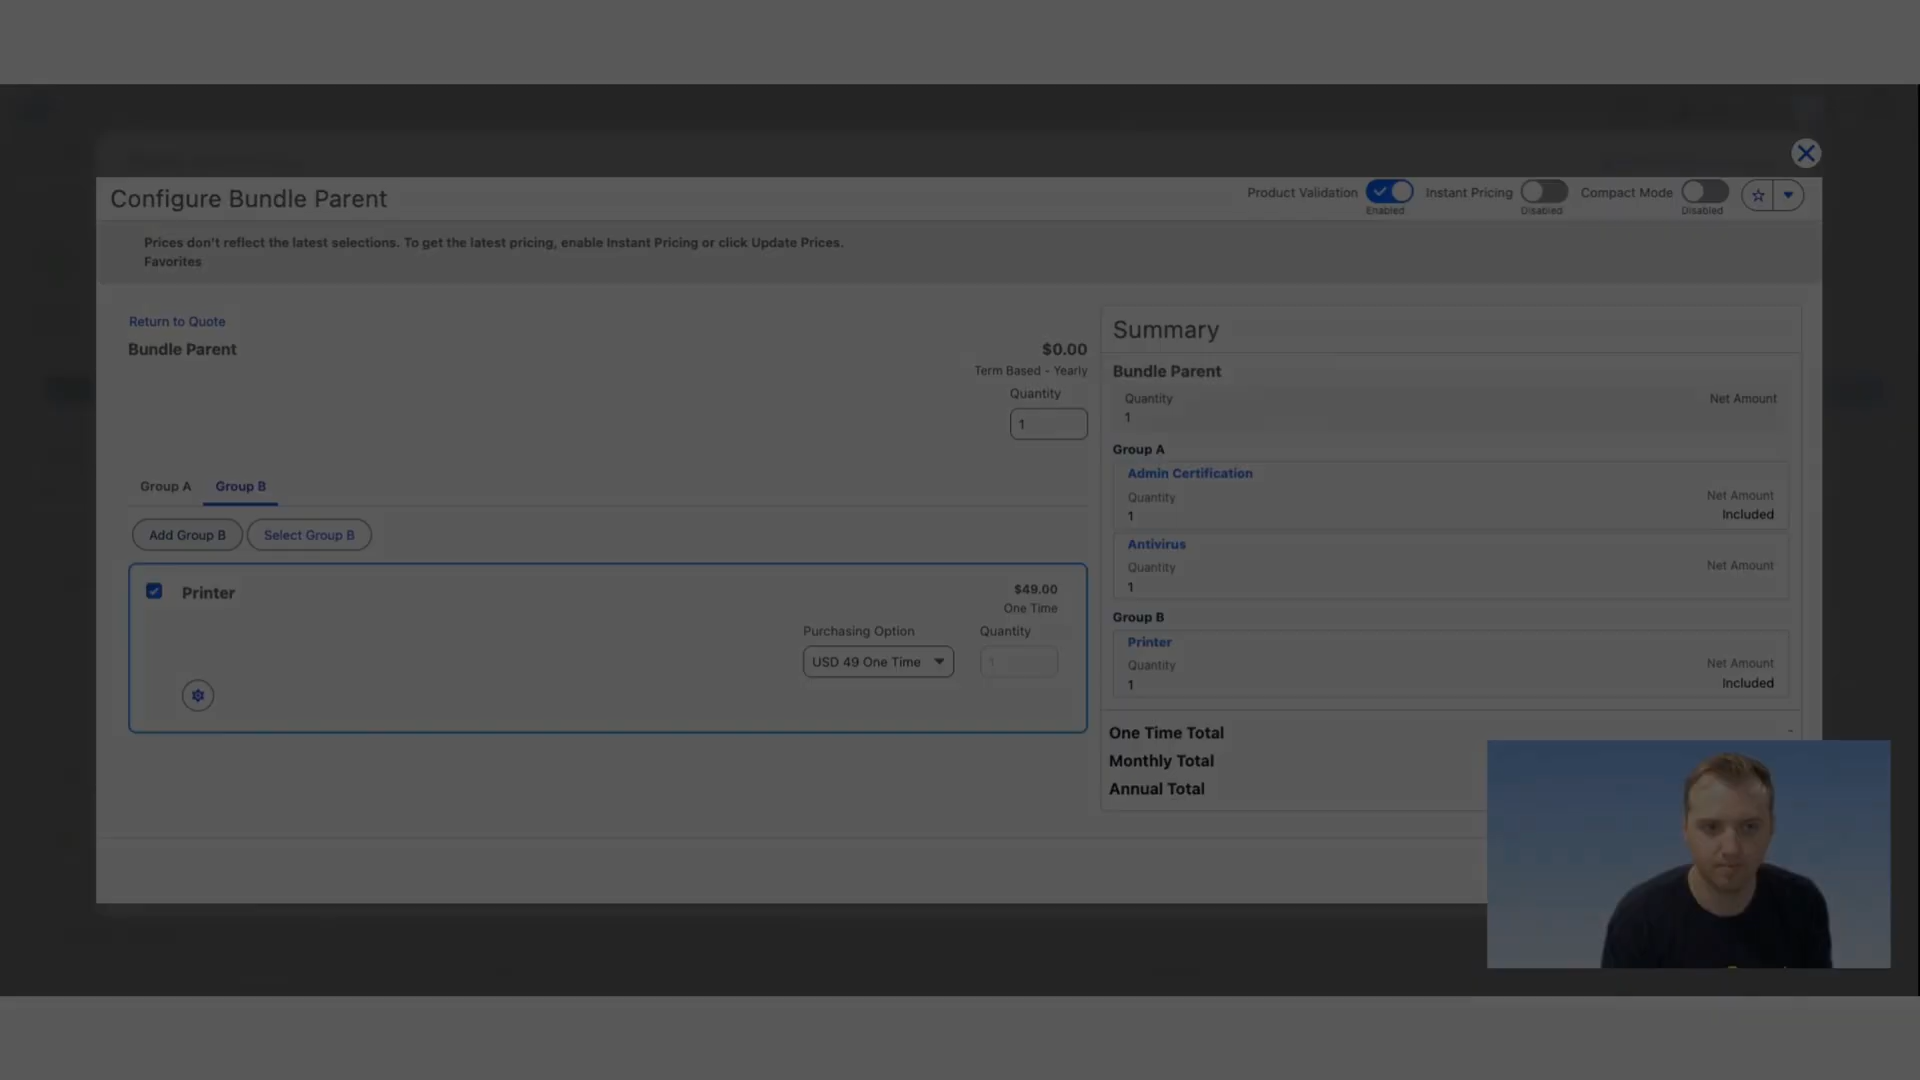 Configure Bundle Parent
Product Validation
Enabled
Instant Pricing
Disabled
Compact Mode
Disabled
Prices don't reflect the latest selections. To get the latest pricing, enable Instant Pricing or click Update Prices.
Favorites
Return to Quote
Bundle Parent
$0.00
Term Based - Yearly
Quantity
1
Group A
Group B
Add Group B
Select Group B
Printer
$49.00
One Time
Purchasing Option
Quantity
USD 49 One Time
1
Summary
Bundle Parent
Quantity
Net Amount
1
Group A
Admin Certification
Quantity
Net Amount
1
Included
Antivirus
Quantity
Net Amount
1
Group B
Printer
Quantity
Net Amount
1
Included
One Time Total
-
Monthly Total
Annual Total